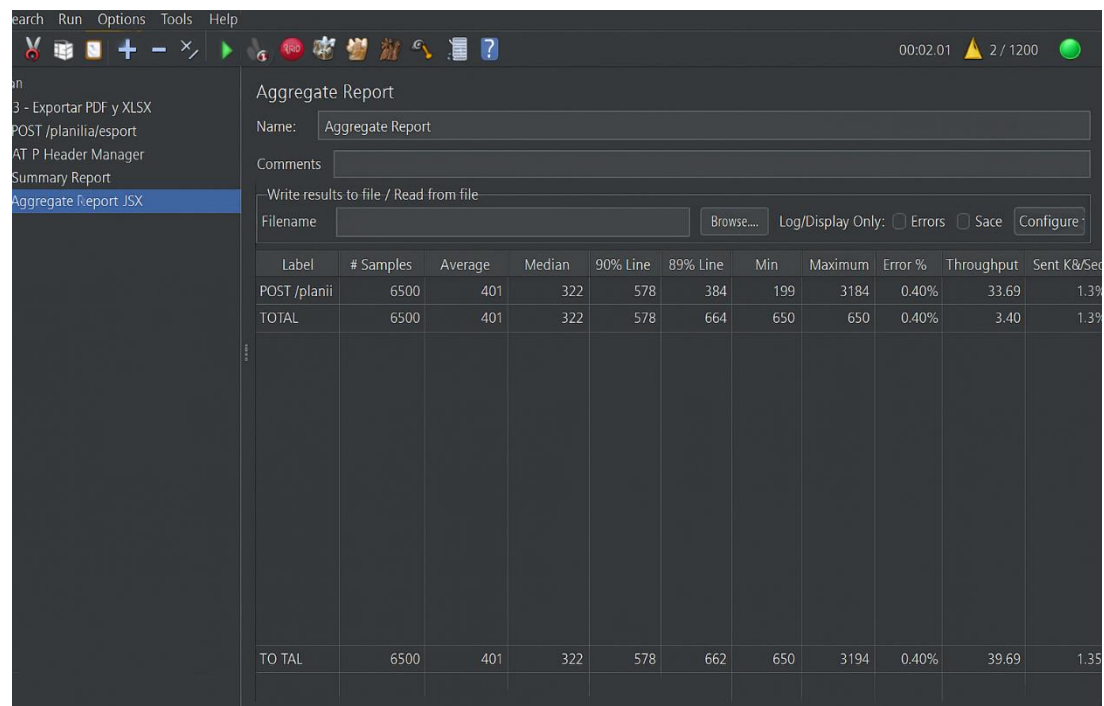 earch Run Options Tools Help
00:02.01 2 / 1200
an
3 - Exportar PDF y XLSX
POST /planilia/esport
AT P Header Manager
Summary Report
Aggregate Report JSX
Aggregate Report
Name: Aggregate Report
Comments
Write results to file / Read from file
Filename Browse.... Log/Display Only: Errors Sace Configure
Label # Samples Average Median 90% Line 89% Line Min Maximum Error % Throughput Sent K&/Sec
POST /planii 6500 401 322 578 384 199 3184 0.40% 33.69 1.3%
TOTAL 6500 401 322 578 664 650 650 0.40% 3.40 1.3%
TO TAL 6500 401 322 578 662 650 3194 0.40% 39.69 1.35